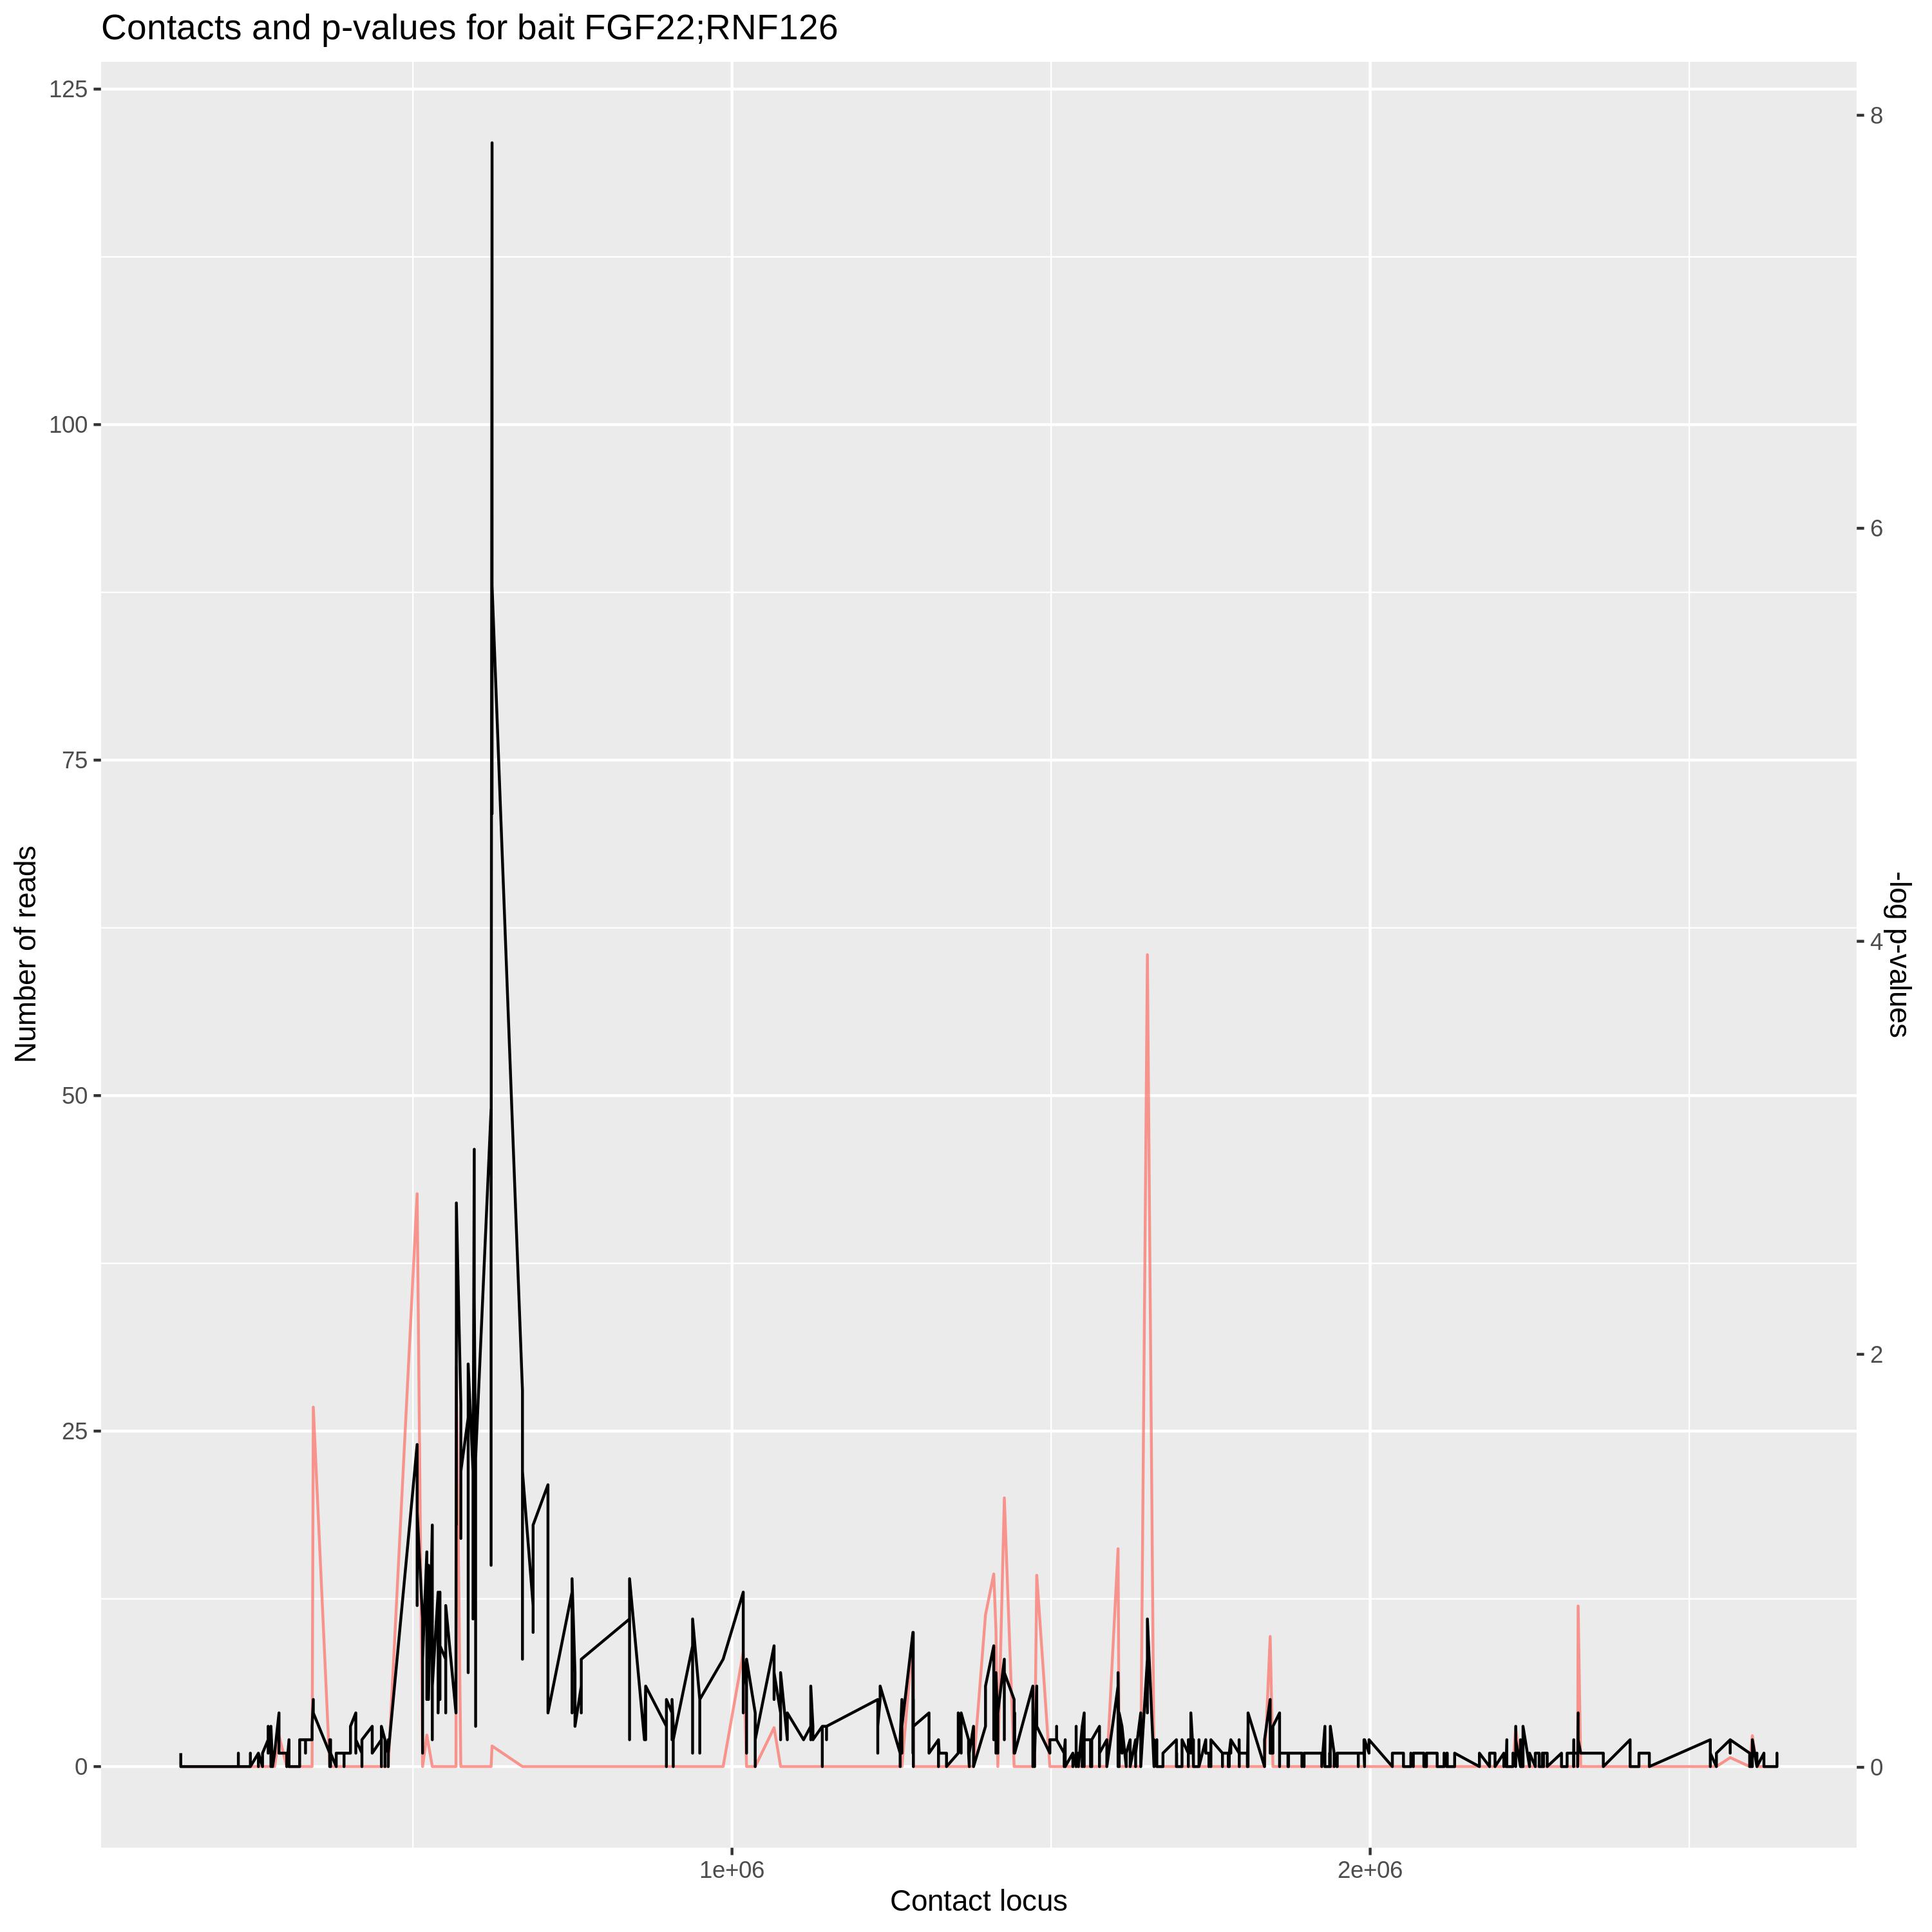 Contacts and p-values for bait FGF22;RNF126
125
100
75
50
25
0
8
6
4
2
0
Number of reads
-log p-values
1e+06
2e+06
Contact locus